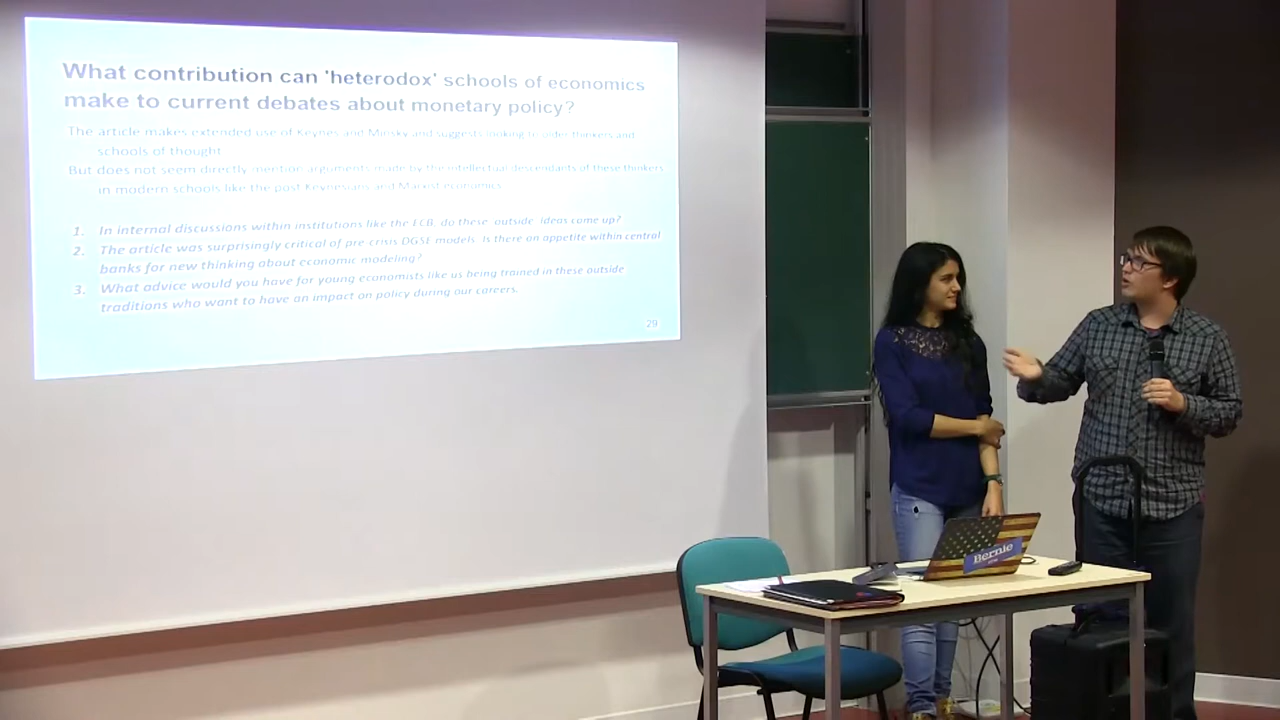 What contribution can 'heterodox' schools of economics
make to current debates about monetary policy?
The article makes extended use of Keynes and Minsky and suggests looking to older thinkers and
schools of thought
But does not seem directly mention arguments made by the intellectual descendants of these thinkers
in modern schools like the post Keynesians and Marxist economics
1. In internal discussions within institutions like the ECB, do these outside ideas come up?
2. The article was surprisingly critical of pre crisis DGSE models. Is there an appetite within central
banks for new thinking about economic modeling?
3. What advice would you have for young economists like us being trained in these outside
traditions who want to have an impact on policy during our careers.
29
Bernie